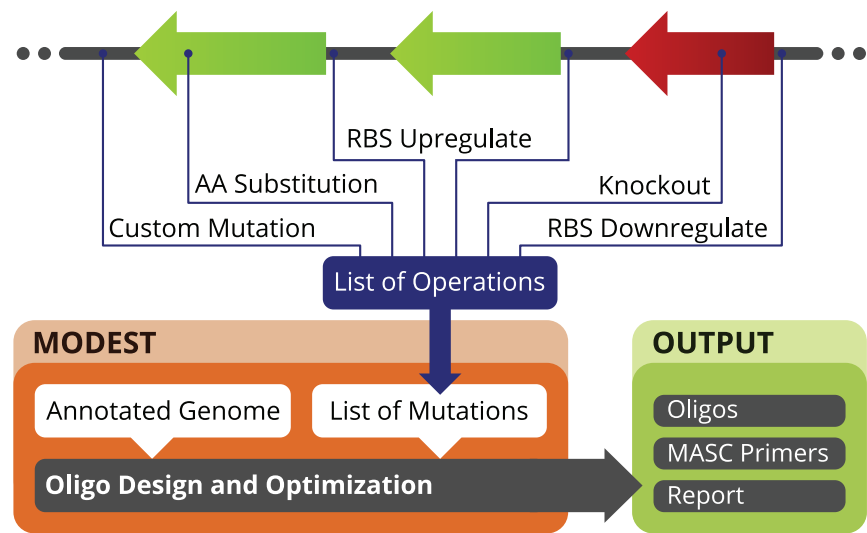 RBS Upregulate
AA Substitution
Knockout
Custom Mutation
RBS Downregulate
List of Operations
MODEST
OUTPUT
Annotated Genome
List of Mutations
Oligos
MASC Primers
Oligo Design and Optimization
Report